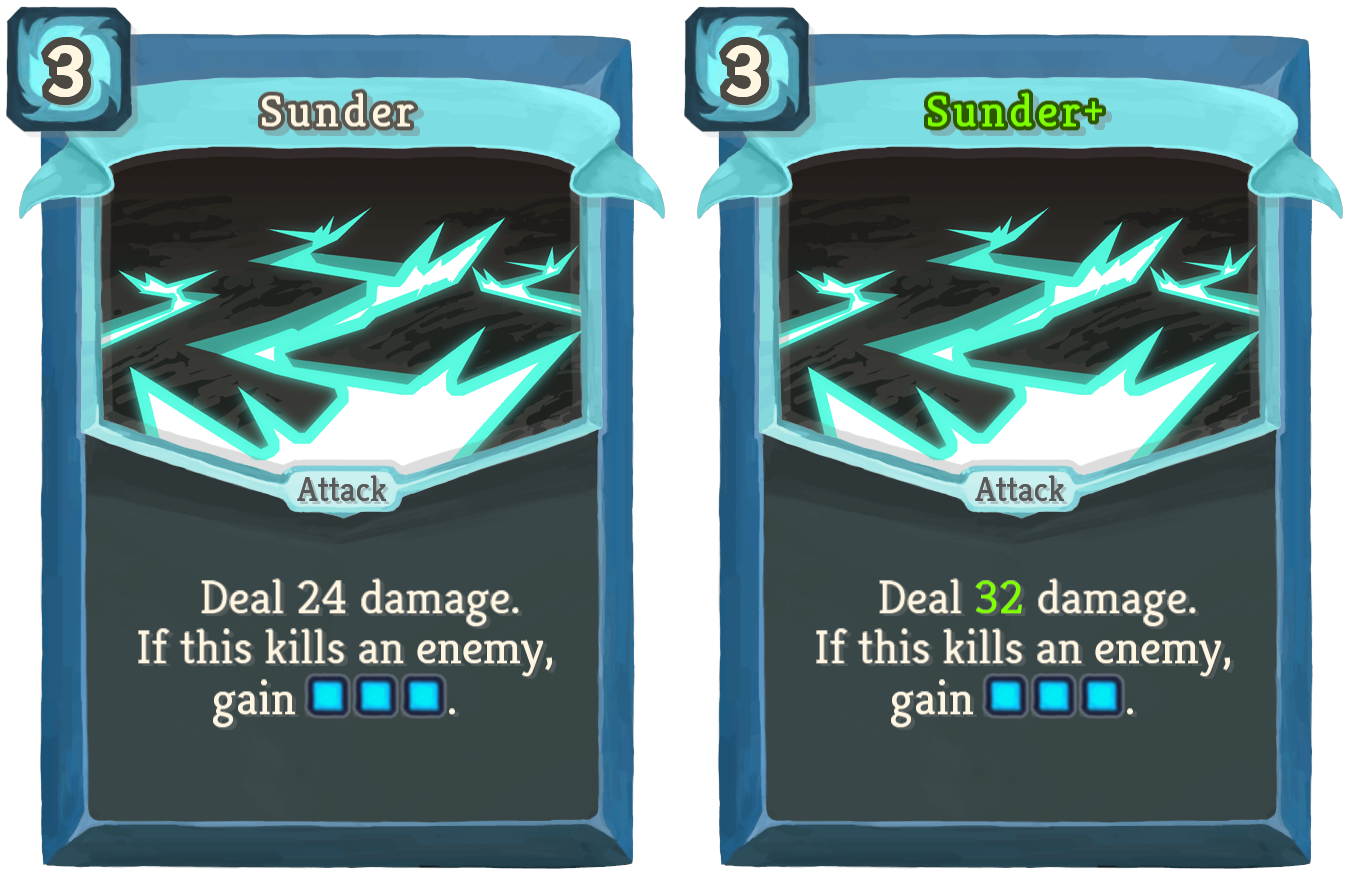 3
Sunder
Attack
Deal 24 damage.
If this kills an enemy,
gain .
3
Sunder+
Attack
Deal 32 damage.
If this kills an enemy,
gain .